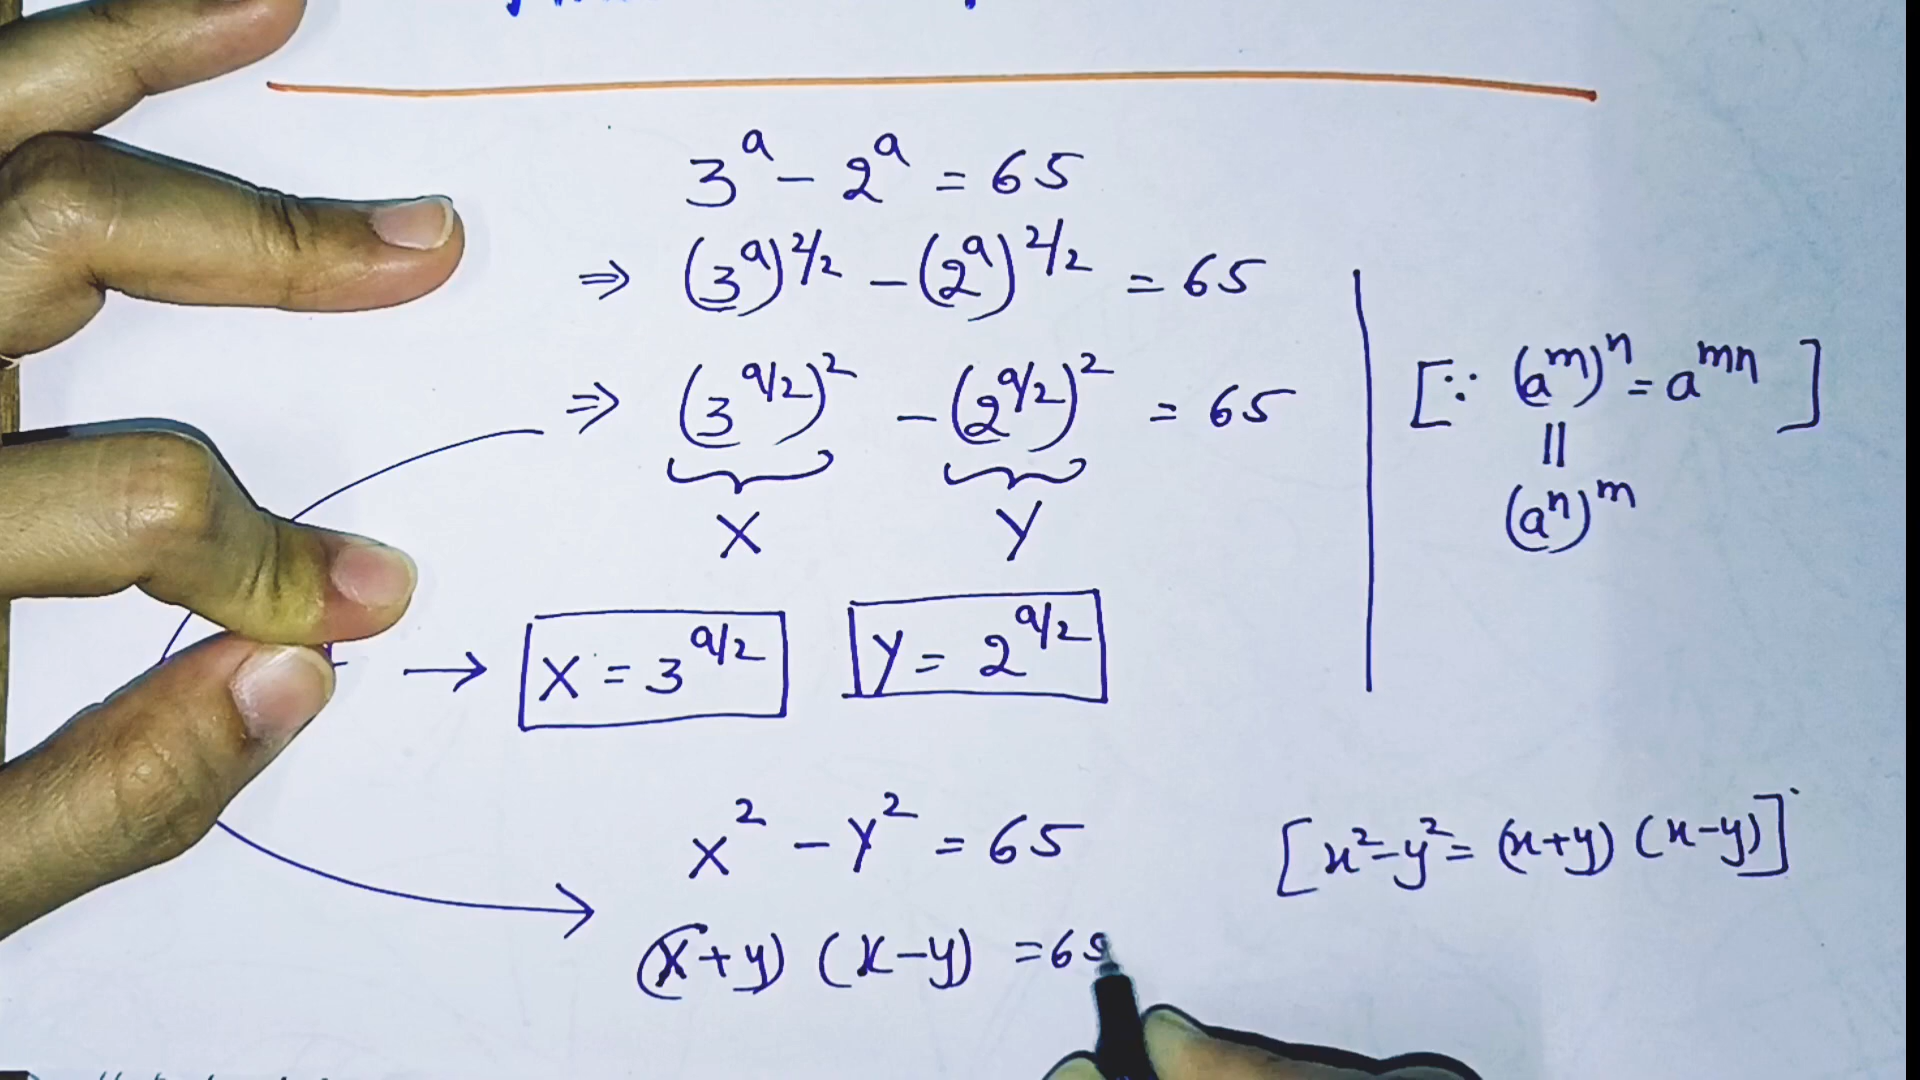 3^a - 2^a = 65
⇒ (3^a)^2/2 - (2^a)^2/2 = 65
⇒ (3^a/2)^2 - (2^a/2)^2 = 65
X Y
[∵ (a^m)^n = a^mn]
||
(a^n)^m
→ X = 3^a/2 Y = 2^a/2
X^2 - Y^2 = 65
[x^2-y^2 = (x+y) (x-y)]
(x+y) (x-y) = 65